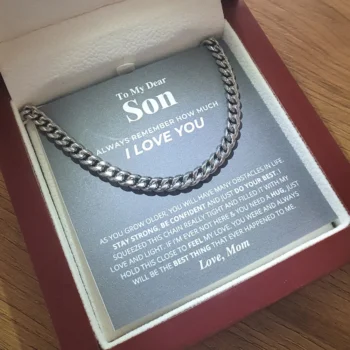 To My Dear
Son
ALWAYS REMEMBER HOW MUCH
I LOVE YOU
AS YOU GROW OLDER, YOU WILL HAVE MANY OBSTACLES IN LIFE.
STAY STRONG, BE CONFIDENT AND JUST DO YOUR BEST. I
SQUEEZED THIS CHAIN REALLY TIGHT AND FILLED IT WITH MY
LOVE AND LIGHT, IF I'M EVER NOT HERE & YOU NEED A HUG, JUST
HOLD THIS CLOSE TO FEEL MY LOVE. YOU WERE AND ALWAYS
WILL BE THE BEST THING THAT EVER HAPPENED TO ME.
Love, Mom